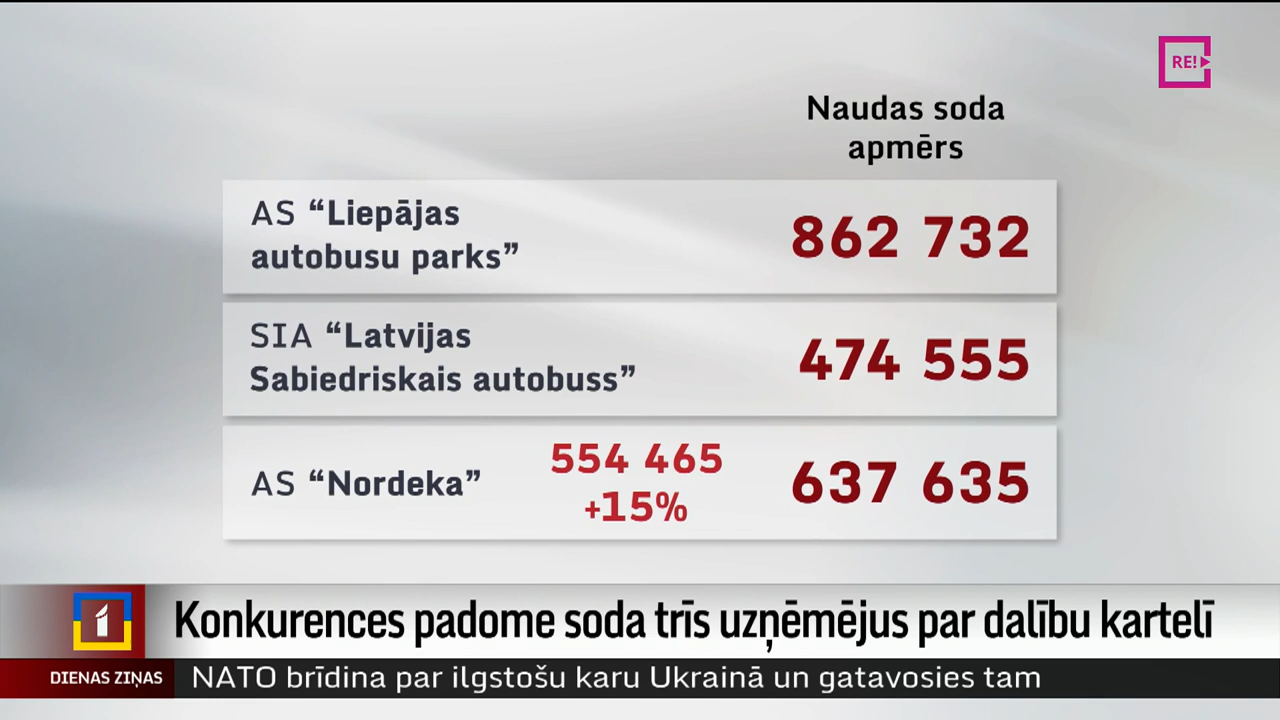 RE!
Naudas soda
apmērs
AS “Liepājas
autobusu parks”
862 732
SIA “Latvijas
Sabiedriskais autobuss”
474 555
AS “Nordeka”
554 465
+15%
637 635
1
Konkurences padome soda trīs uzņēmējus par dalību kartelī
DIENAS ZIŅAS
NATO brīdina par ilgstošu karu Ukrainā un gatavosies tam